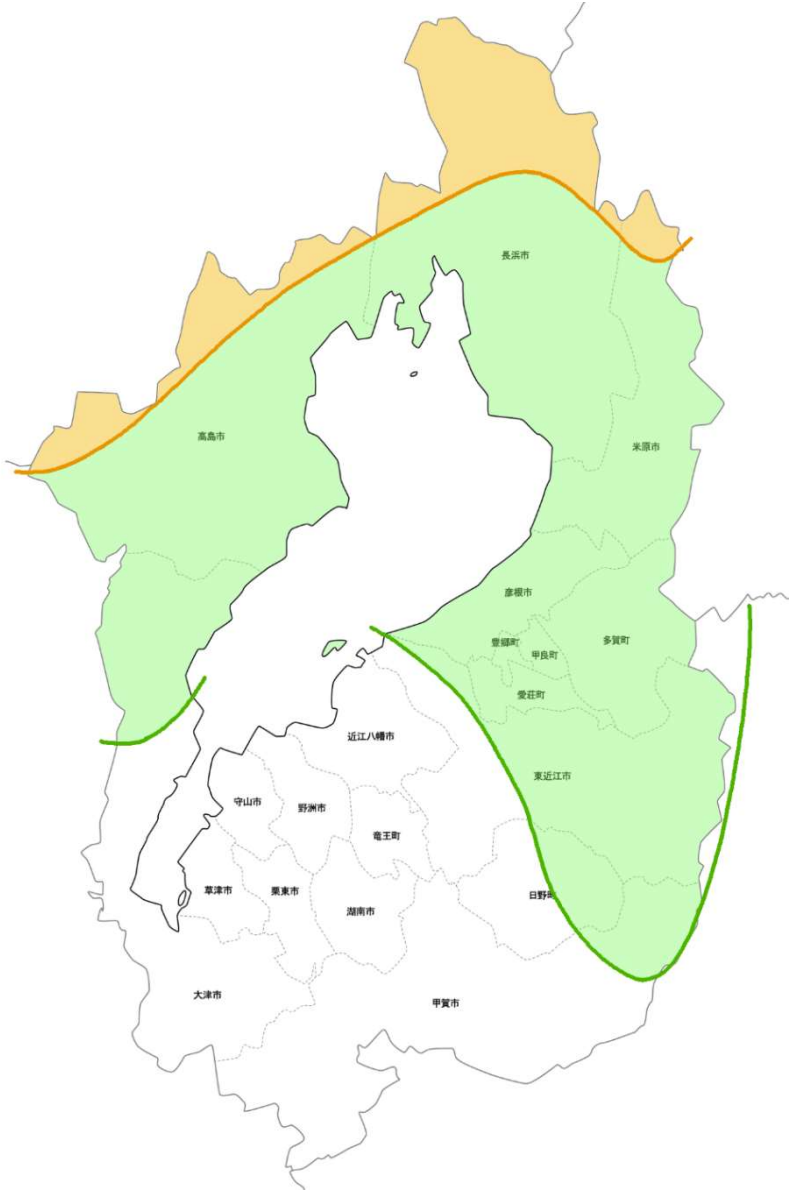 長浜市
高島市
米原市
彦根市
多賀町
豊郷町
甲良町
愛荘町
近江八幡市
東近江市
守山市
野洲市
竜王町
草津市
栗東市
日野町
湖南市
大津市
甲賀市